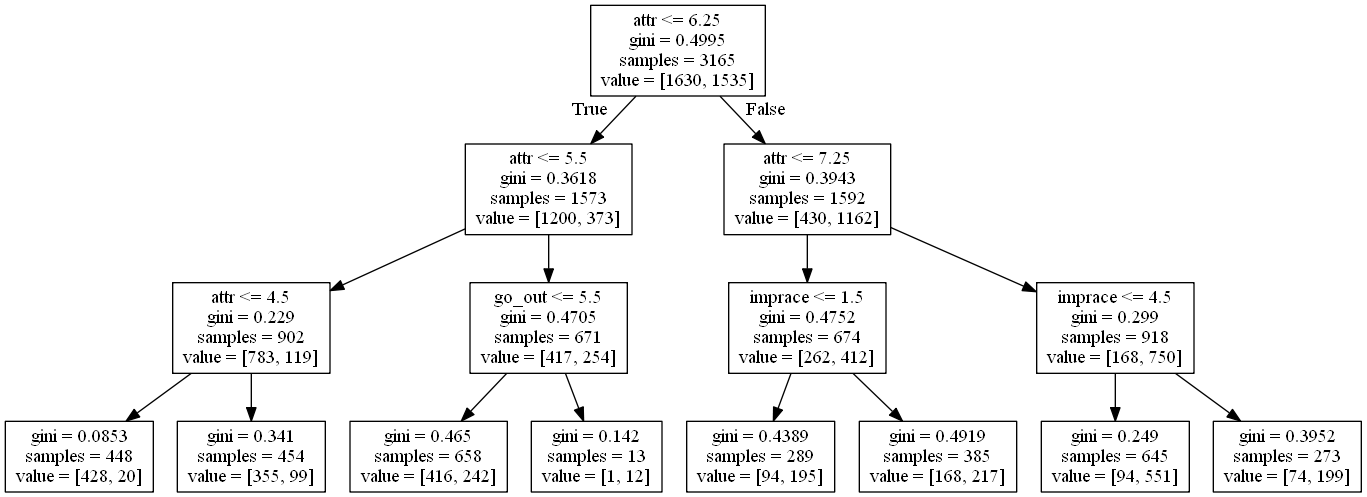 attr <= 6.25
gini = 0.4995
samples = 3165
value = [1630, 1535]
True
False
attr <= 5.5
gini = 0.3618
samples = 1573
value = [1200, 373]
attr <= 7.25
gini = 0.3943
samples = 1592
value = [430, 1162]
attr <= 4.5
gini = 0.229
samples = 902
value = [783, 119]
go_out <= 5.5
gini = 0.4705
samples = 671
value = [417, 254]
imprace <= 1.5
gini = 0.4752
samples = 674
value = [262, 412]
imprace <= 4.5
gini = 0.299
samples = 918
value = [168, 750]
gini = 0.0853
samples = 448
value = [428, 20]
gini = 0.341
samples = 454
value = [355, 99]
gini = 0.465
samples = 658
value = [416, 242]
gini = 0.142
samples = 13
value = [1, 12]
gini = 0.4389
samples = 289
value = [94, 195]
gini = 0.4919
samples = 385
value = [168, 217]
gini = 0.249
samples = 645
value = [94, 551]
gini = 0.3952
samples = 273
value = [74, 199]